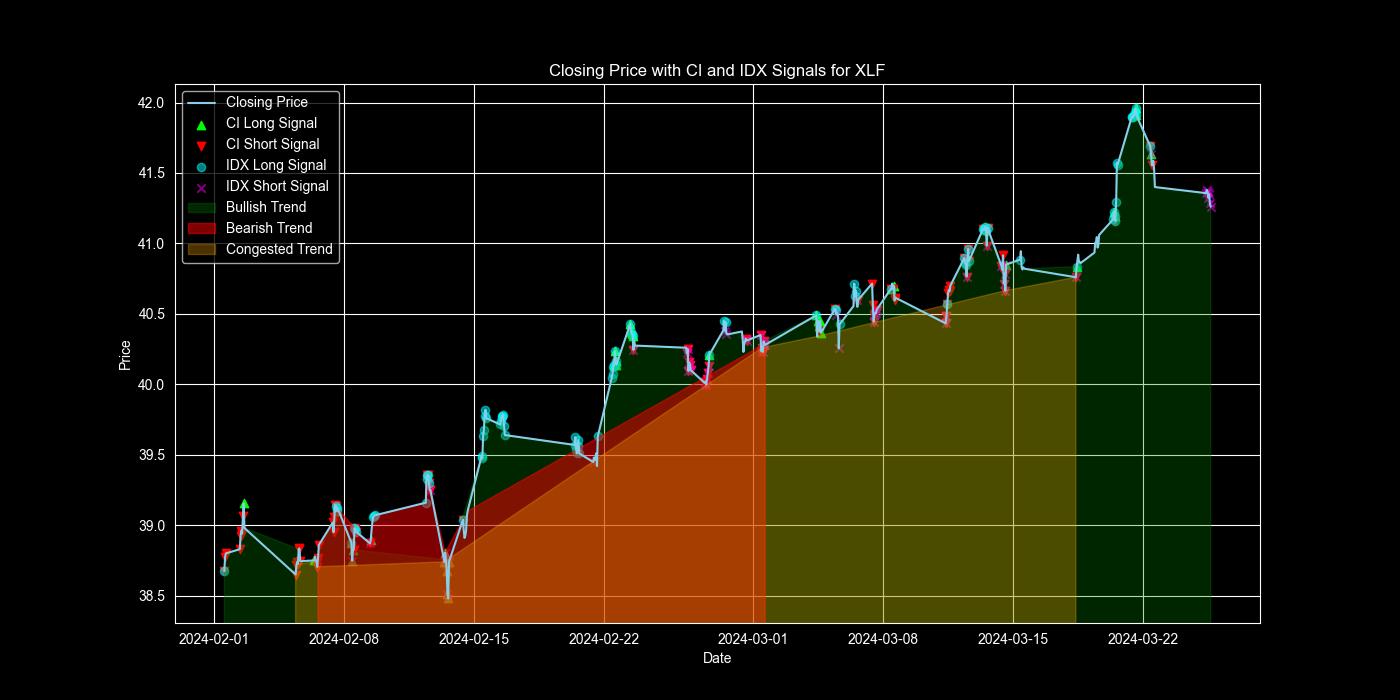 Closing Price with CI and IDX Signals for XLF
Closing Price
CI Long Signal
CI Short Signal
IDX Long Signal
IDX Short Signal
Bullish Trend
Bearish Trend
Congested Trend
42.0
41.5
41.0
40.5
40.0
39.5
39.0
38.5
Price
2024-02-01 2024-02-08 2024-02-15 2024-02-22 2024-03-01 2024-03-08 2024-03-15 2024-03-22
Date